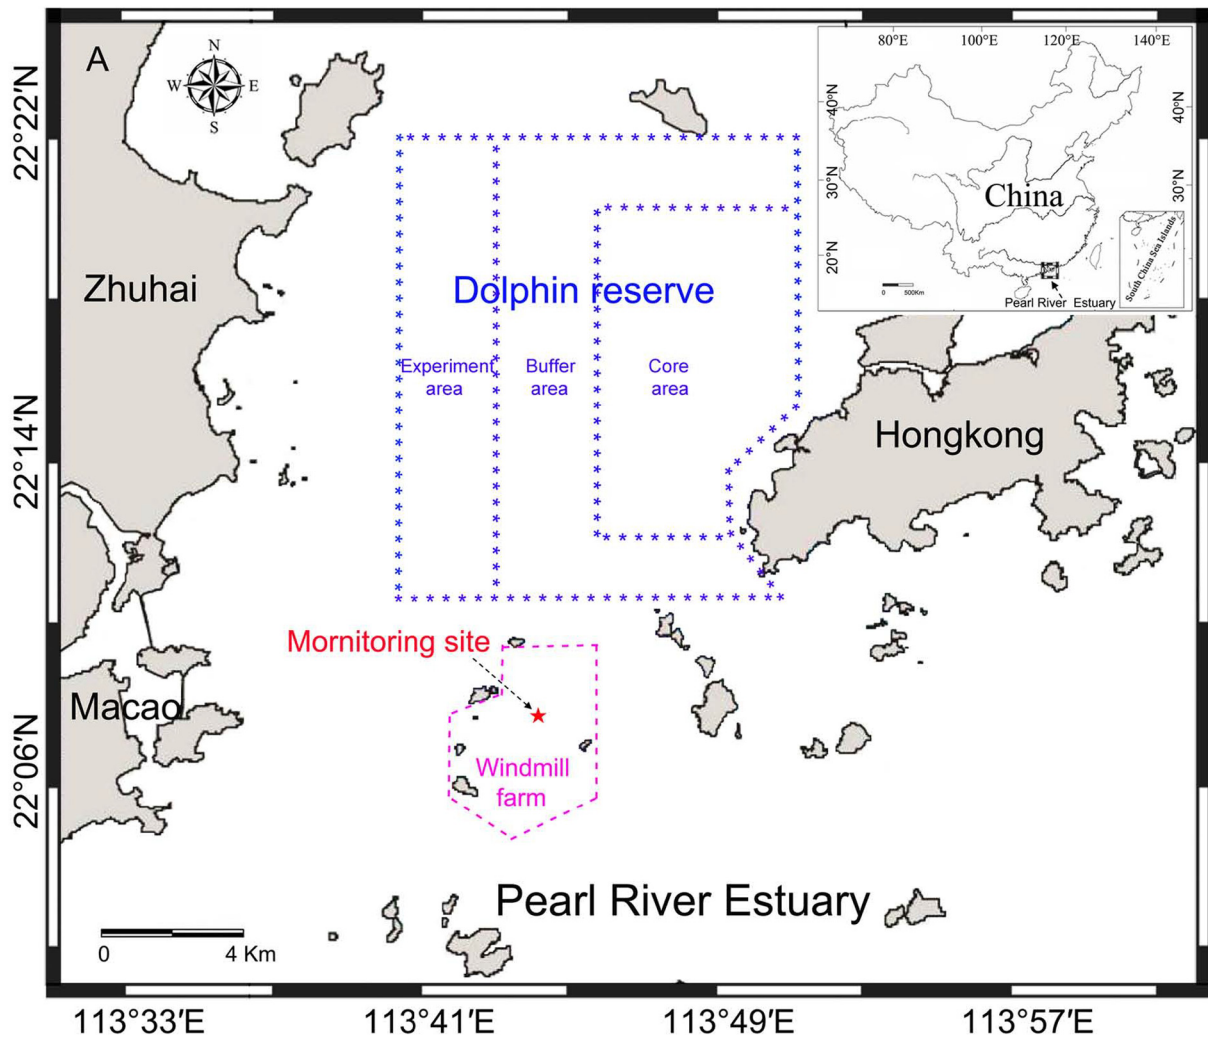 A
N
W E
S
22°22′N
22°14′N
22°06′N
80°E 100°E 120°E 140°E
40°N
30°N
20°N
40°N
30°N
China
0 500Km
Pearl River Estuary
South China Sea Islands
Zhuhai
Dolphin reserve
Experiment
area
Buffer
area
Core
area
Hongkong
Mornitoring site
Macao
Windmill
farm
Pearl River Estuary
0 4 Km
113°33′E 113°41′E 113°49′E 113°57′E